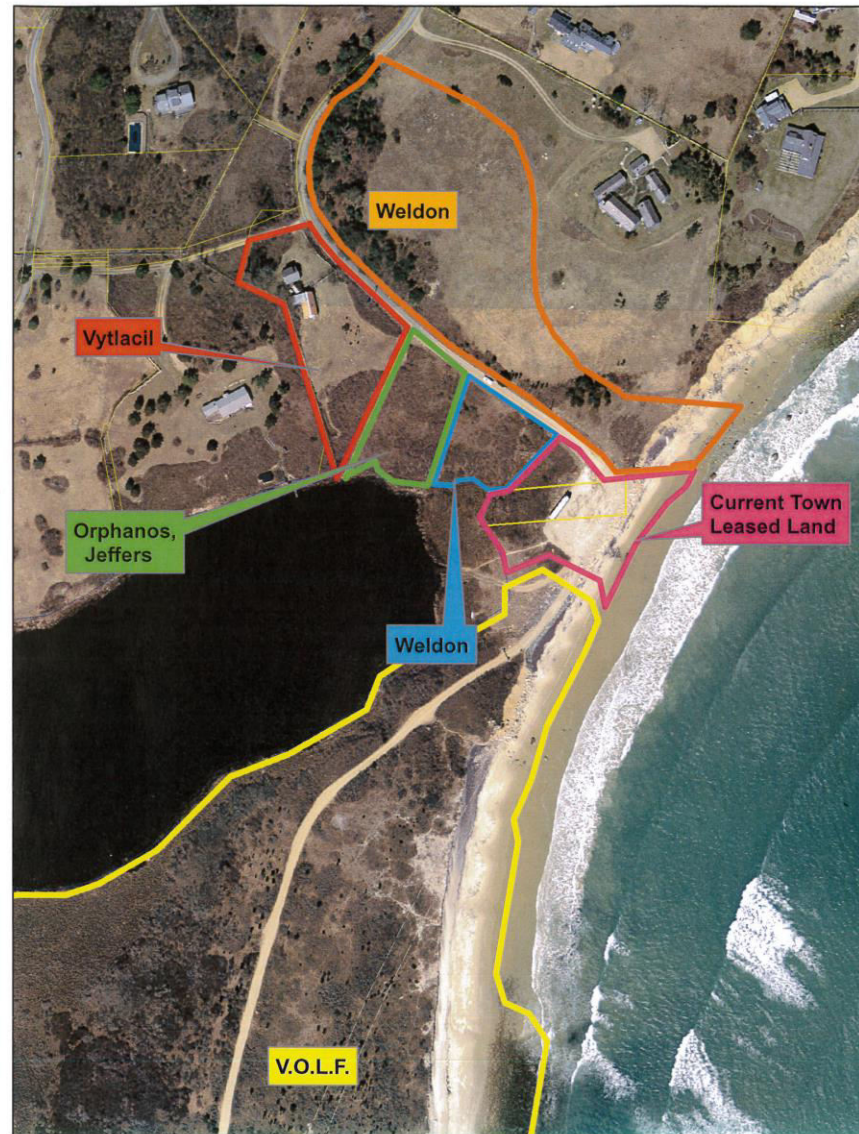 Weldon
Vytlacil
Current Town
Leased Land
Orphanos,
Jeffers
Weldon
V.O.L.F.